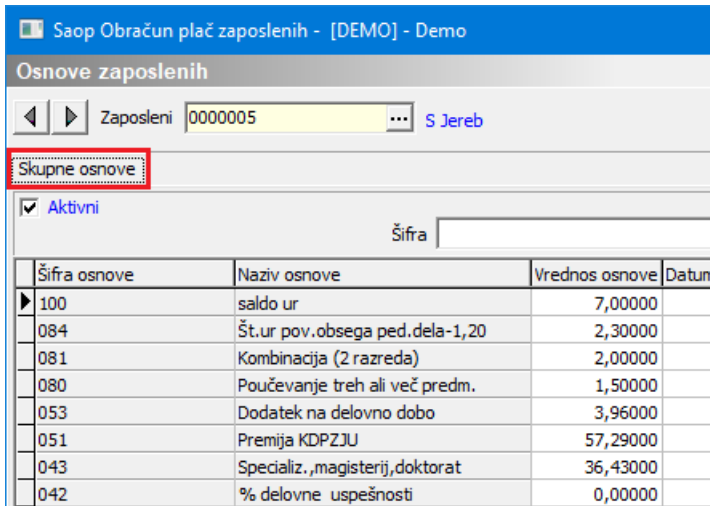 Saop Obračun plač zaposlenih - [DEMO] - Demo
Osnove zaposlenih
Zaposleni 0000005 ... S Jereb
Skupne osnove
Aktivni
Šifra
Šifra osnove Naziv osnove Vrednos osnove Datum
100 saldo ur 7,00000
084 Št.ur pov.obsega ped.dela-1,20 2,30000
081 Kombinacija (2 razreda) 2,00000
080 Poučevanje treh ali več predm. 1,50000
053 Dodatek na delovno dobo 3,96000
051 Premija KDPZJU 57,29000
043 Specializ.,magisterij,doktorat 36,43000
042 % delovne uspešnosti 0,00000